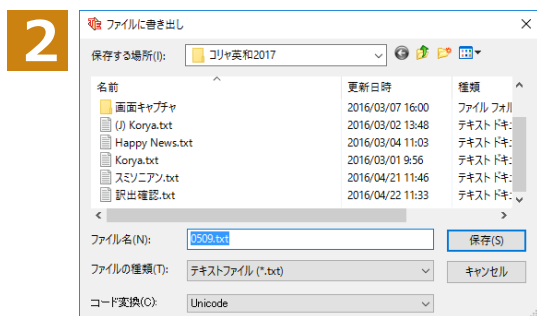 2
ファイルに書き出し
保存する場所(I):
コリャ英和2017
名前 更新日時 種類
画面キャプチャ 2016/03/07 16:00 ファイル フォル
(J) Korya.txt 2016/03/02 13:48 テキスト ドキュ
Happy News.txt 2016/03/04 11:03 テキスト ドキュ
Korya.txt 2016/03/01 9:56 テキスト ドキュ
スミソニアン.txt 2016/04/21 11:46 テキスト ドキュ
訳出確認.txt 2016/04/22 11:33 テキスト ドキュ
ファイル名(N): 0509.txt 保存(S)
ファイルの種類(T): テキストファイル (*.txt) キャンセル
コード変換(C): Unicode